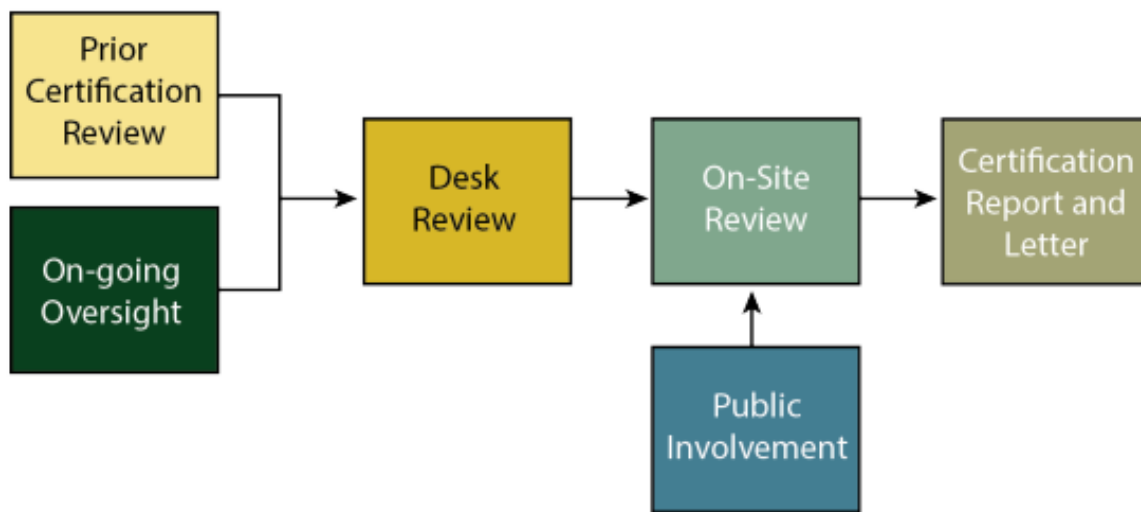 Prior
Certification
Review
On-going
Oversight
Desk
Review
On-Site
Review
Certification
Report and
Letter
Public
Involvement